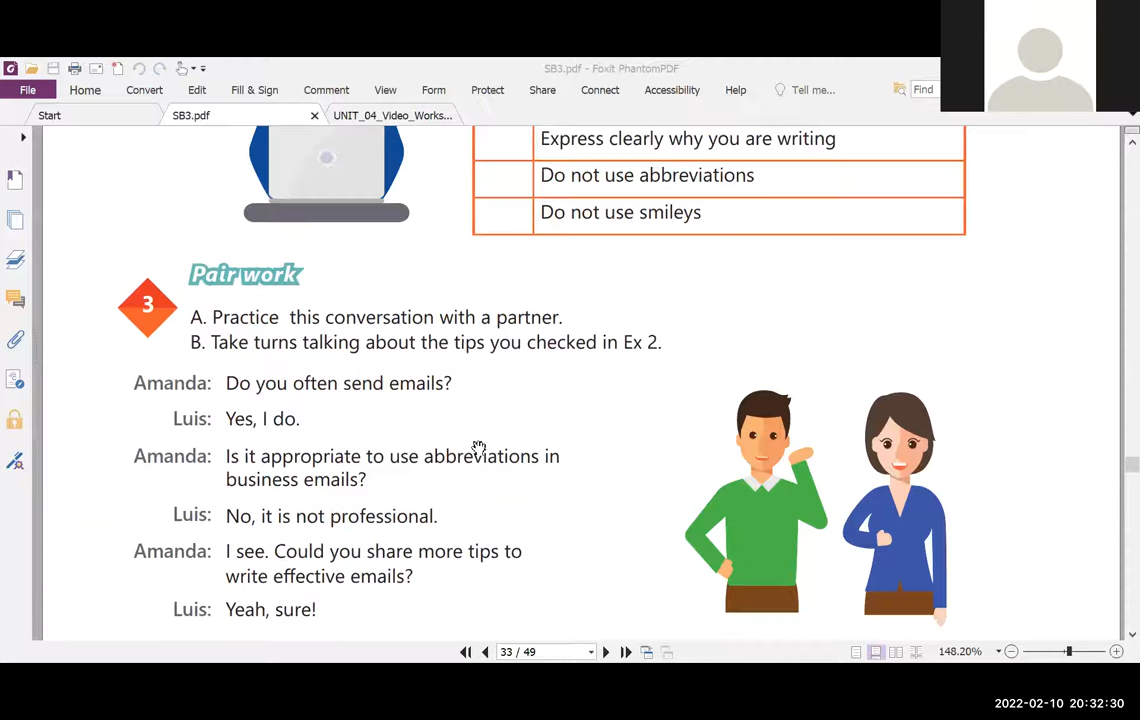 SB3.pdf - Foxit PhantomPDF
File Home Convert Edit Fill & Sign Comment View Form Protect Share Connect Accessibility Help Tell me... Find
Start SB3.pdf UNIT_04_Video_Works...
Express clearly why you are writing
Do not use abbreviations
Do not use smileys
Pair work
3
A. Practice this conversation with a partner.
B. Take turns talking about the tips you checked in Ex 2.
Amanda: Do you often send emails?
Luis: Yes, I do.
Amanda: Is it appropriate to use abbreviations in
business emails?
Luis: No, it is not professional.
Amanda: I see. Could you share more tips to
write effective emails?
Luis: Yeah, sure!
33 / 49
148.20%
2022-02-10 20:32:30